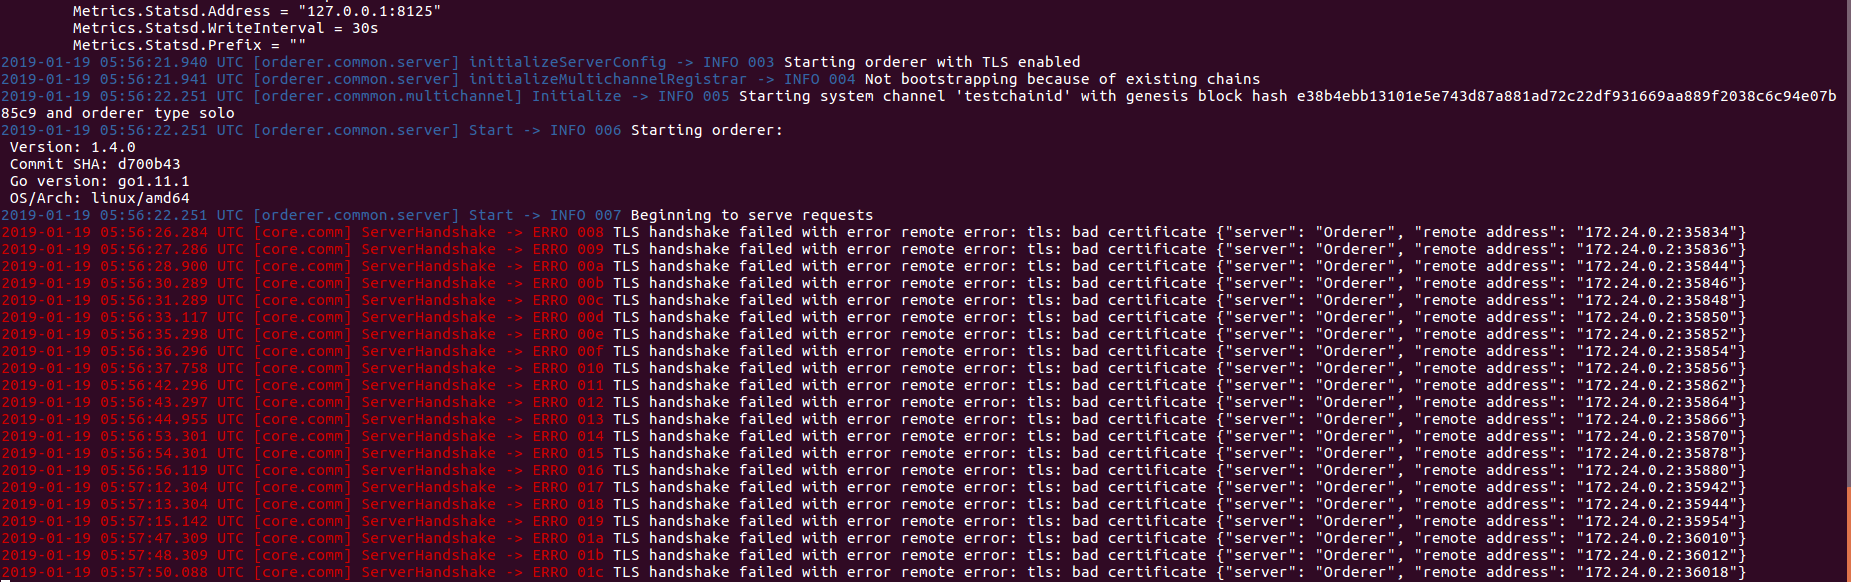 Metrics.Statsd.Address = "127.0.0.1:8125"
Metrics.Statsd.WriteInterval = 30s
Metrics.Statsd.Prefix = ""
2019-01-19 05:56:21.940 UTC [orderer.common.server] initializeServerConfig -> INFO 003 Starting orderer with TLS enabled
2019-01-19 05:56:21.941 UTC [orderer.common.server] initializeMultichannelRegistrar -> INFO 004 Not bootstrapping because of existing chains
2019-01-19 05:56:22.251 UTC [orderer.commmon.multichannel] Initialize -> INFO 005 Starting system channel 'testchainid' with genesis block hash e38b4ebb13101e5e743d87a881ad72c22df931669aa889f2038c6c94e07b
85c9 and orderer type solo
2019-01-19 05:56:22.251 UTC [orderer.common.server] Start -> INFO 006 Starting orderer:
Version: 1.4.0
Commit SHA: d700b43
Go version: go1.11.1
OS/Arch: linux/amd64
2019-01-19 05:56:22.251 UTC [orderer.common.server] Start -> INFO 007 Beginning to serve requests
2019-01-19 05:56:26.284 UTC [core.comm] ServerHandshake -> ERRO 008 TLS handshake failed with error remote error: tls: bad certificate {"server": "Orderer", "remote address": "172.24.0.2:35834"}
2019-01-19 05:56:27.286 UTC [core.comm] ServerHandshake -> ERRO 009 TLS handshake failed with error remote error: tls: bad certificate {"server": "Orderer", "remote address": "172.24.0.2:35836"}
2019-01-19 05:56:28.900 UTC [core.comm] ServerHandshake -> ERRO 00a TLS handshake failed with error remote error: tls: bad certificate {"server": "Orderer", "remote address": "172.24.0.2:35844"}
2019-01-19 05:56:30.289 UTC [core.comm] ServerHandshake -> ERRO 00b TLS handshake failed with error remote error: tls: bad certificate {"server": "Orderer", "remote address": "172.24.0.2:35846"}
2019-01-19 05:56:31.289 UTC [core.comm] ServerHandshake -> ERRO 00c TLS handshake failed with error remote error: tls: bad certificate {"server": "Orderer", "remote address": "172.24.0.2:35848"}
2019-01-19 05:56:33.117 UTC [core.comm] ServerHandshake -> ERRO 00d TLS handshake failed with error remote error: tls: bad certificate {"server": "Orderer", "remote address": "172.24.0.2:35850"}
2019-01-19 05:56:35.298 UTC [core.comm] ServerHandshake -> ERRO 00e TLS handshake failed with error remote error: tls: bad certificate {"server": "Orderer", "remote address": "172.24.0.2:35852"}
2019-01-19 05:56:36.296 UTC [core.comm] ServerHandshake -> ERRO 00f TLS handshake failed with error remote error: tls: bad certificate {"server": "Orderer", "remote address": "172.24.0.2:35854"}
2019-01-19 05:56:37.758 UTC [core.comm] ServerHandshake -> ERRO 010 TLS handshake failed with error remote error: tls: bad certificate {"server": "Orderer", "remote address": "172.24.0.2:35856"}
2019-01-19 05:56:42.296 UTC [core.comm] ServerHandshake -> ERRO 011 TLS handshake failed with error remote error: tls: bad certificate {"server": "Orderer", "remote address": "172.24.0.2:35862"}
2019-01-19 05:56:43.297 UTC [core.comm] ServerHandshake -> ERRO 012 TLS handshake failed with error remote error: tls: bad certificate {"server": "Orderer", "remote address": "172.24.0.2:35864"}
2019-01-19 05:56:44.955 UTC [core.comm] ServerHandshake -> ERRO 013 TLS handshake failed with error remote error: tls: bad certificate {"server": "Orderer", "remote address": "172.24.0.2:35866"}
2019-01-19 05:56:53.301 UTC [core.comm] ServerHandshake -> ERRO 014 TLS handshake failed with error remote error: tls: bad certificate {"server": "Orderer", "remote address": "172.24.0.2:35870"}
2019-01-19 05:56:54.301 UTC [core.comm] ServerHandshake -> ERRO 015 TLS handshake failed with error remote error: tls: bad certificate {"server": "Orderer", "remote address": "172.24.0.2:35878"}
2019-01-19 05:56:56.119 UTC [core.comm] ServerHandshake -> ERRO 016 TLS handshake failed with error remote error: tls: bad certificate {"server": "Orderer", "remote address": "172.24.0.2:35880"}
2019-01-19 05:57:12.304 UTC [core.comm] ServerHandshake -> ERRO 017 TLS handshake failed with error remote error: tls: bad certificate {"server": "Orderer", "remote address": "172.24.0.2:35942"}
2019-01-19 05:57:13.304 UTC [core.comm] ServerHandshake -> ERRO 018 TLS handshake failed with error remote error: tls: bad certificate {"server": "Orderer", "remote address": "172.24.0.2:35944"}
2019-01-19 05:57:15.142 UTC [core.comm] ServerHandshake -> ERRO 019 TLS handshake failed with error remote error: tls: bad certificate {"server": "Orderer", "remote address": "172.24.0.2:35954"}
2019-01-19 05:57:47.309 UTC [core.comm] ServerHandshake -> ERRO 01a TLS handshake failed with error remote error: tls: bad certificate {"server": "Orderer", "remote address": "172.24.0.2:36010"}
2019-01-19 05:57:48.309 UTC [core.comm] ServerHandshake -> ERRO 01b TLS handshake failed with error remote error: tls: bad certificate {"server": "Orderer", "remote address": "172.24.0.2:36012"}
2019-01-19 05:57:50.088 UTC [core.comm] ServerHandshake -> ERRO 01c TLS handshake failed with error remote error: tls: bad certificate {"server": "Orderer", "remote address": "172.24.0.2:36018"}